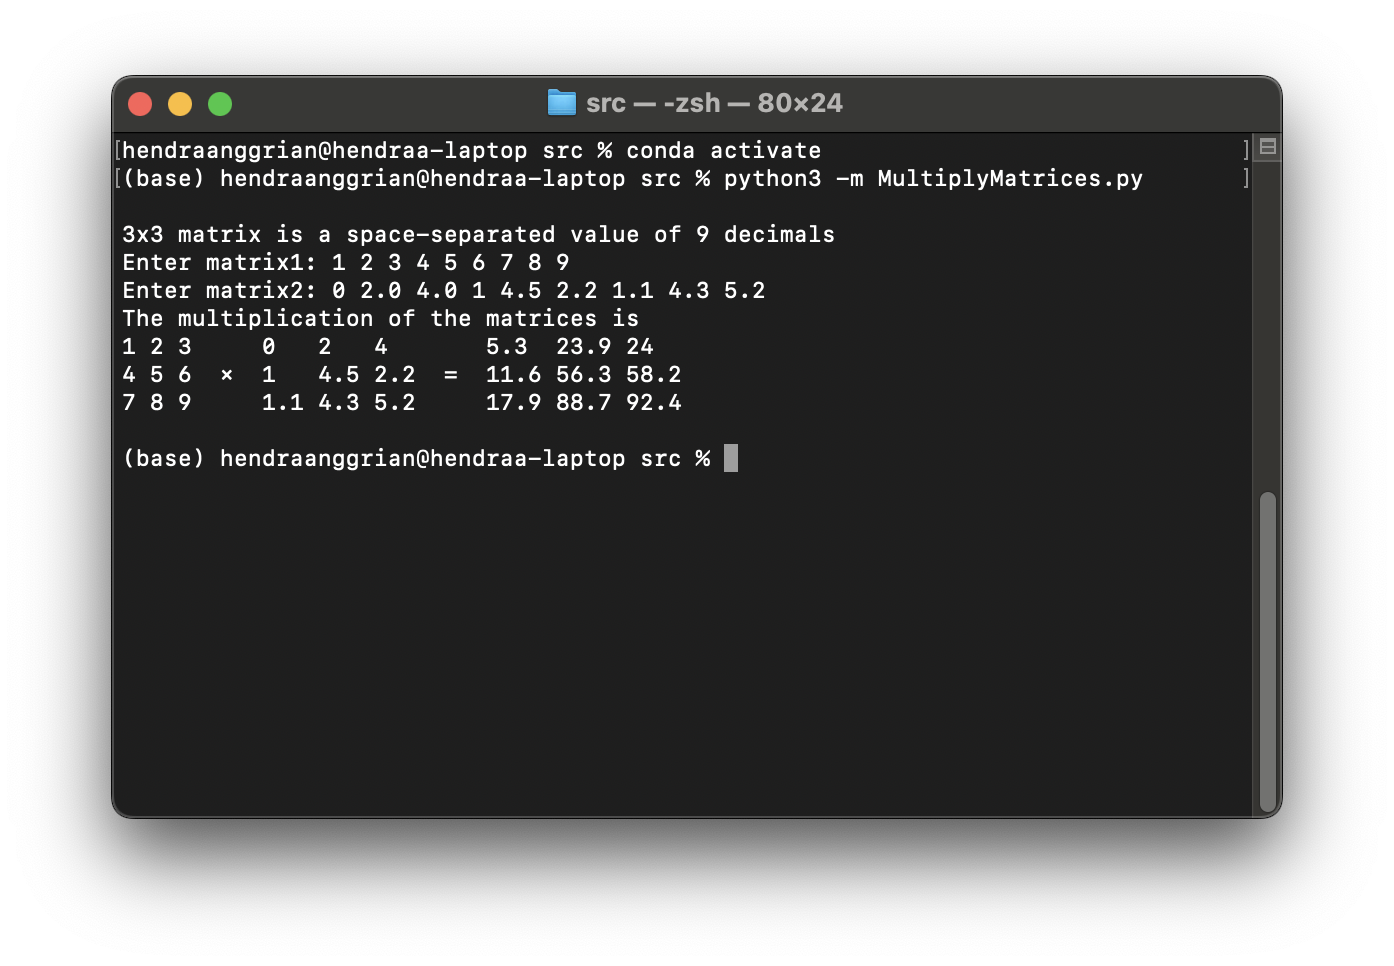 src — -zsh — 80×24
[hendraanggrian@hendraa-laptop src % conda activate ]
[(base) hendraanggrian@hendraa-laptop src % python3 -m MultiplyMatrices.py ]
3x3 matrix is a space-separated value of 9 decimals
Enter matrix1: 1 2 3 4 5 6 7 8 9
Enter matrix2: 0 2.0 4.0 1 4.5 2.2 1.1 4.3 5.2
The multiplication of the matrices is
1 2 3     0   2   4       5.3  23.9 24
4 5 6  ×  1   4.5 2.2  =  11.6 56.3 58.2
7 8 9     1.1 4.3 5.2     17.9 88.7 92.4
(base) hendraanggrian@hendraa-laptop src %